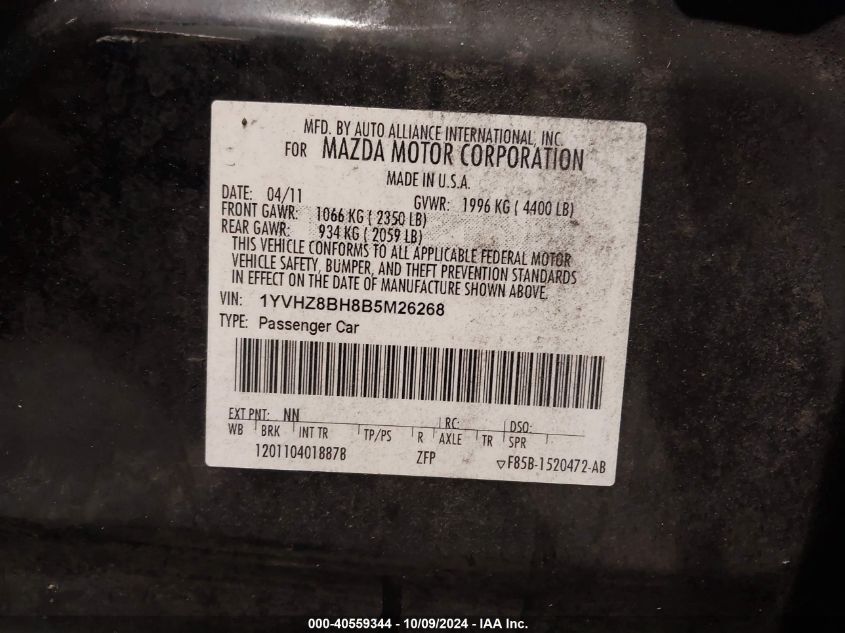 MFD. BY AUTO ALLIANCE INTERNATIONAL, INC.
FOR MAZDA MOTOR CORPORATION
MADE IN U.S.A.
DATE: 04/11 GVWR: 1996 KG ( 4400 LB)
FRONT GAWR: 1066 KG ( 2350 LB)
REAR GAWR: 934 KG ( 2059 LB)
THIS VEHICLE CONFORMS TO ALL APPLICABLE FEDERAL MOTOR
VEHICLE SAFETY, BUMPER, AND THEFT PREVENTION STANDARDS
IN EFFECT ON THE DATE OF MANUFACTURE SHOWN ABOVE.
VIN: 1YVHZ8BH8B5M26268
TYPE: Passenger Car
EXT PNT: NN RC: DSO:
WB BRK INT TR TP/PS R AXLE TR SPR
1201104018878 ZFP F85B-1520472-AB
000-40559344 - 10/09/2024 - IAA Inc.